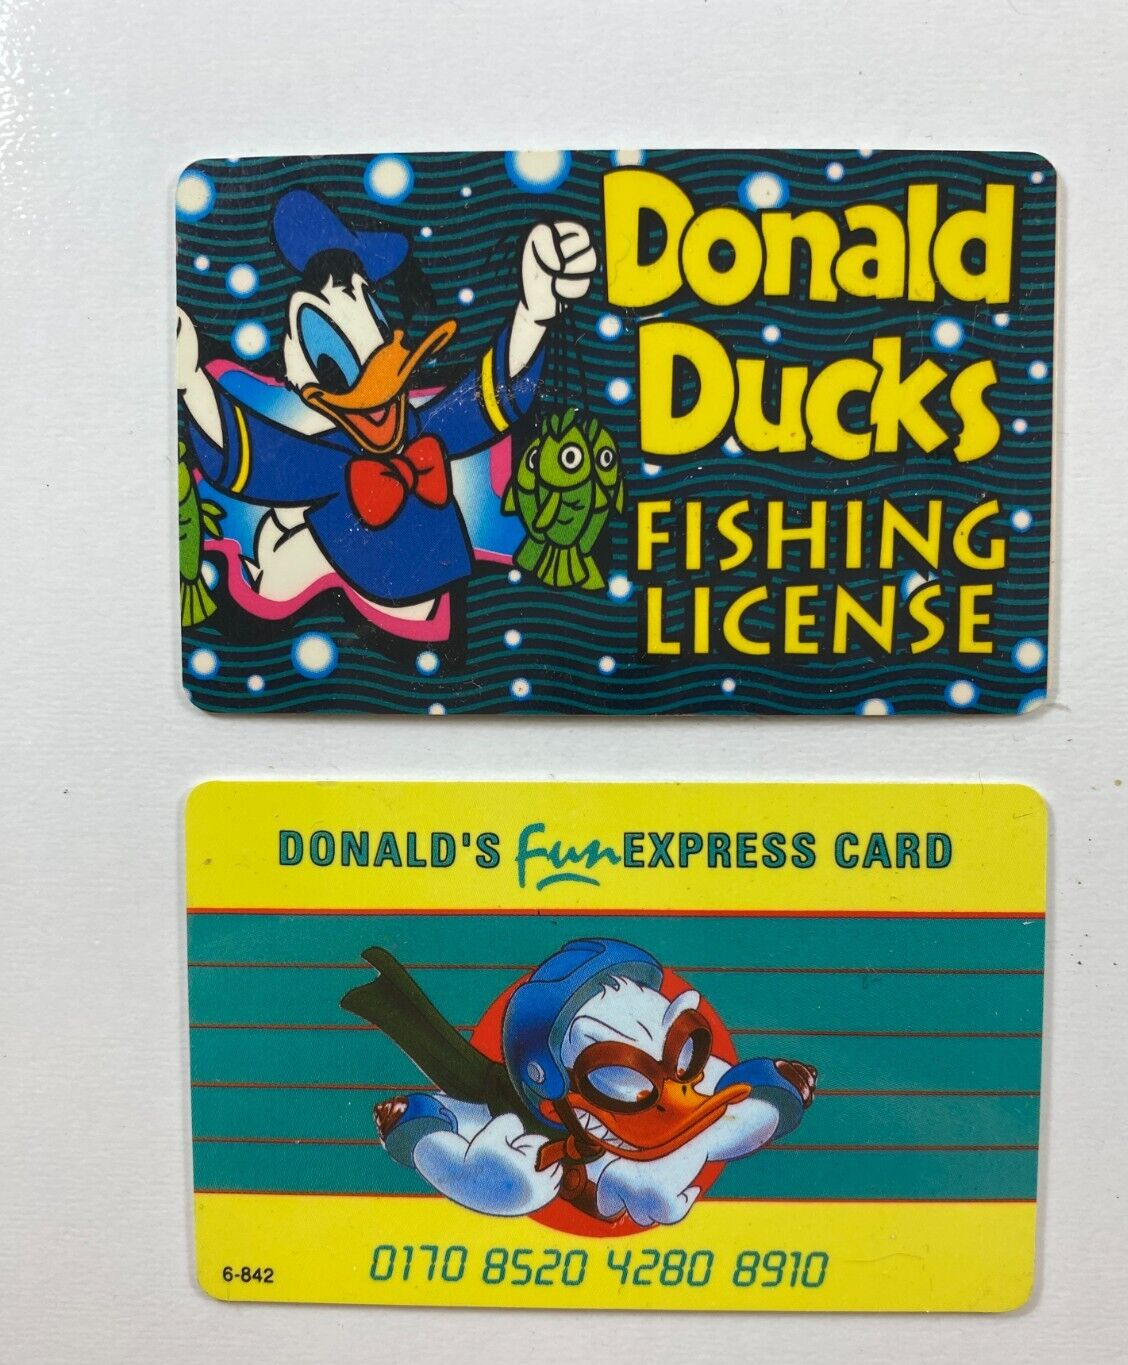 Donald
Ducks
FISHING
LICENSE
DONALD'S Fun EXPRESS CARD
0170 8520 4280 8910
6-842